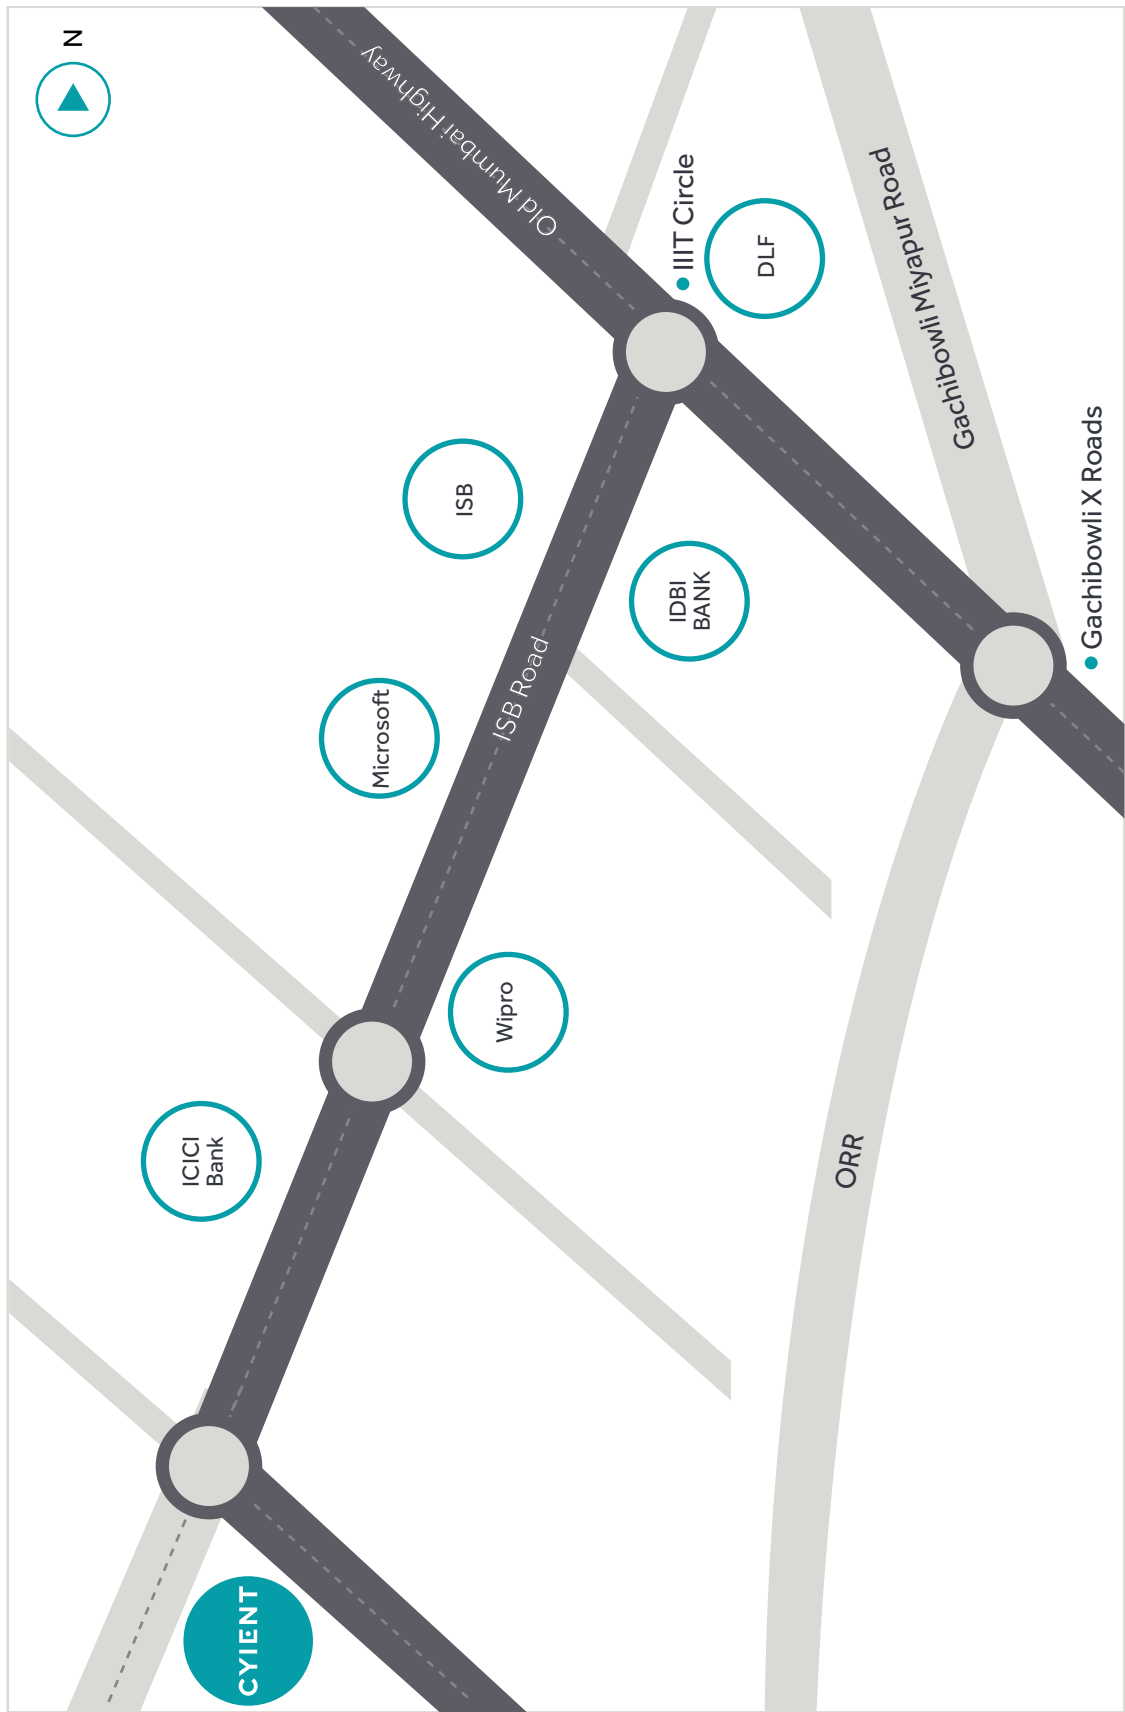 N
Old Mumbai Highway
IIIT Circle
DLF
Gachibowli Miyapur Road
Gachibowli X Roads
ISB
IDBI
BANK
ISB Road
Microsoft
Wipro
ICICI
Bank
ORR
CYIENT